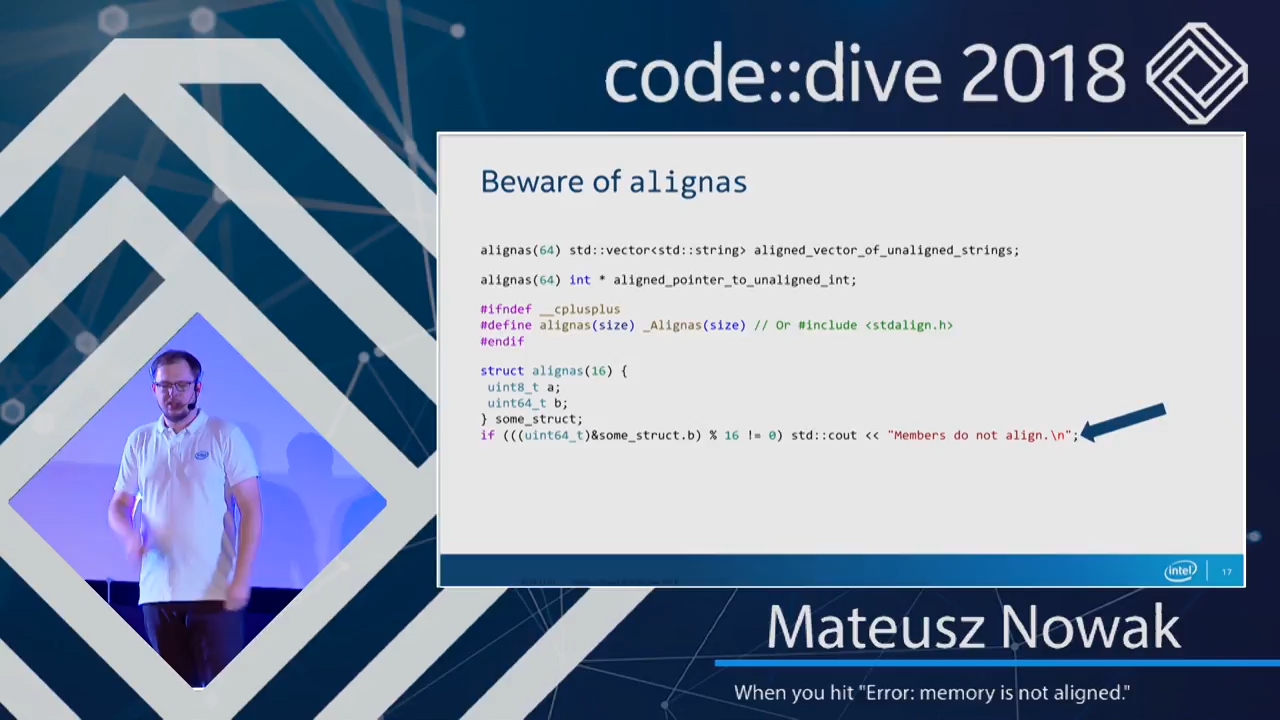 code::dive 2018
Beware of alignas
alignas(64) std::vector<std::string> aligned_vector_of_unaligned_strings;
alignas(64) int * aligned_pointer_to_unaligned_int;
#ifndef __cplusplus
#define alignas(size) _Alignas(size) // Or #include <stdalign.h>
#endif
struct alignas(16) {
uint8_t a;
uint64_t b;
} some_struct;
if (((uint64_t)&some_struct.b) % 16 != 0) std::cout << "Members do not align.\n";
intel
17
Mateusz Nowak
When you hit "Error: memory is not aligned."